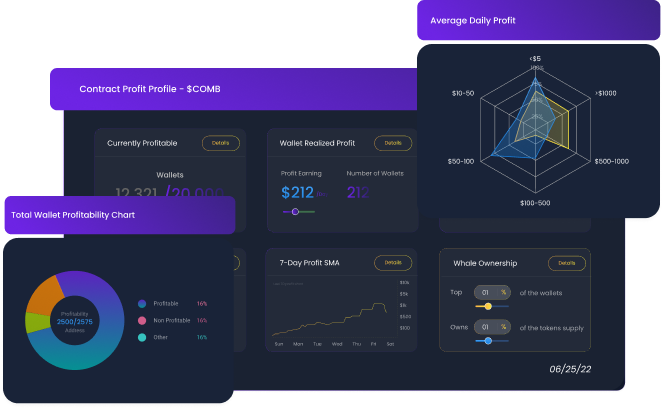 Average Daily Profit
<$5
100%
$10-50
>$1000
$50-100
$500-1000
$100-500
Contract Profit Profile - $COMB
Currently Profitable
Details
Wallets
12,321 /20,000
Wallet Realized Profit
Details
Profit Earning
Number of Wallets
$212
212
Total Wallet Profitability Chart
Profitability
2500/2575
Address
Profitable 16%
Non Profitable 16%
Other 16%
7-Day Profit SMA
Details
$10k
$5k
$1k
$500
$100
Sun Mon Tue Wed Thu Fri Sat
Whale Ownership
Details
Top 01 % of the wallets
Owns 01 % of the tokens supply
06/25/22